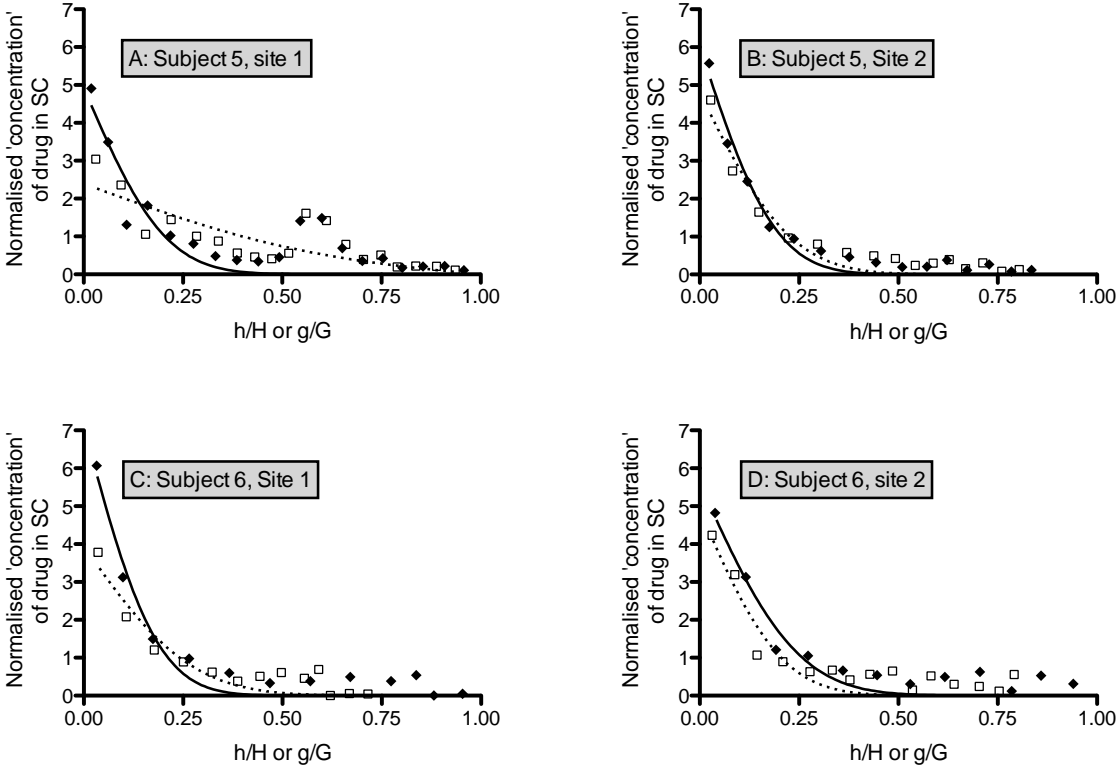 7
6
5
4
3
2
1
0
Normalised 'concentration'
of drug in SC
A: Subject 5, site 1
0.00 0.25 0.50 0.75 1.00
h/H or g/G
7
6
5
4
3
2
1
0
Normalised 'concentration'
of drug in SC
B: Subject 5, Site 2
0.00 0.25 0.50 0.75 1.00
h/H or g/G
7
6
5
4
3
2
1
0
Normalised 'concentration'
of drug in SC
C: Subject 6, Site 1
0.00 0.25 0.50 0.75 1.00
h/H or g/G
7
6
5
4
3
2
1
0
Normalised 'concentration'
of drug in SC
D: Subject 6, site 2
0.00 0.25 0.50 0.75 1.00
h/H or g/G